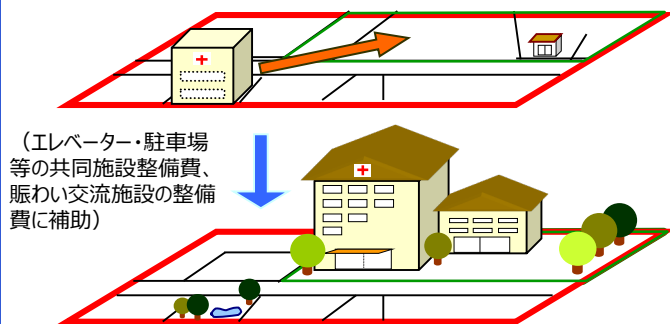 （エレベーター・駐車場
等の共同施設整備費、
賑わい交流施設の整備
費に補助）